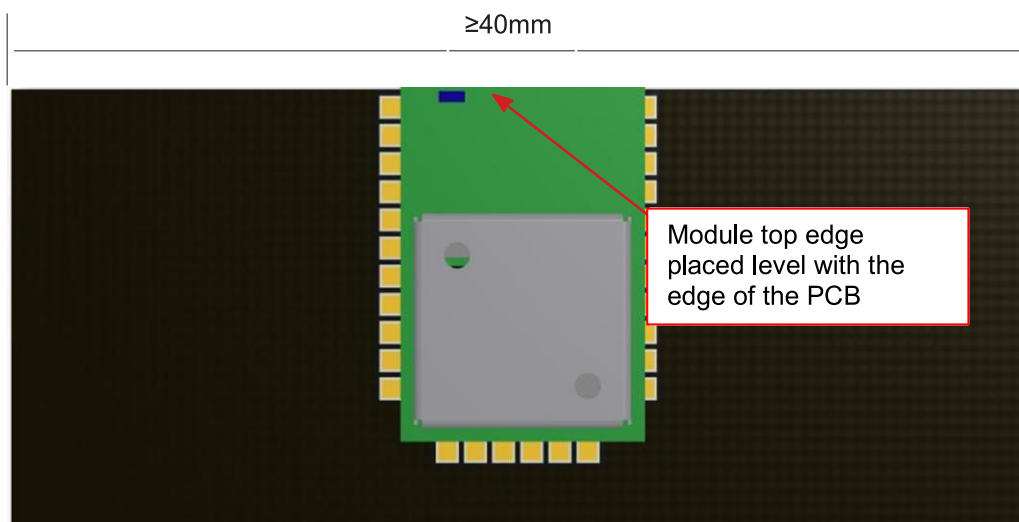 ≥40mm
Module top edge
placed level with the
edge of the PCB